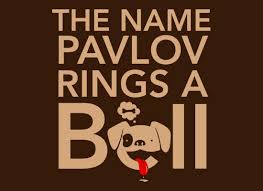 THE NAME
PAVLOV
RINGS A
Bell